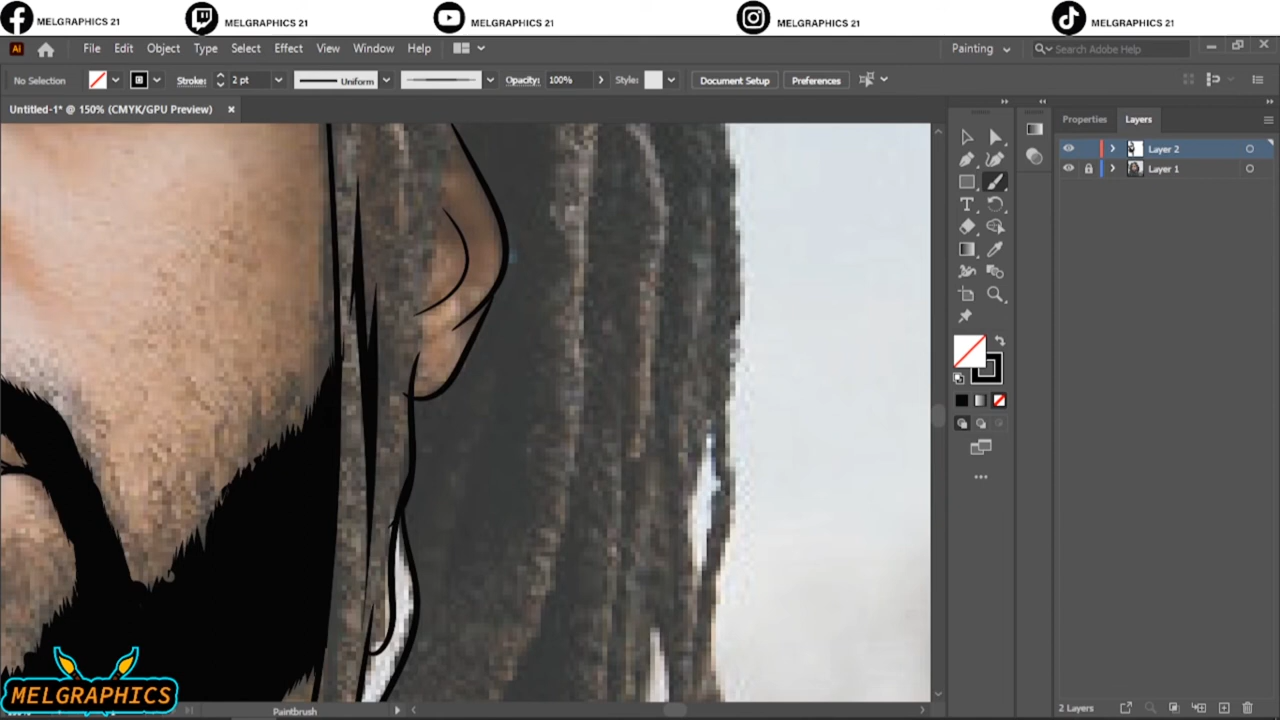 MELGRAPHICS 21
MELGRAPHICS 21
MELGRAPHICS 21
MELGRAPHICS 21
MELGRAPHICS 21
Ai File Edit Object Type Select Effect View Window Help Painting Search Adobe Help
No Selection Stroke: 2 pt Uniform Opacity: 100% Style: Document Setup Preferences
Untitled-1* @ 150% (CMYK/GPU Preview) ×
Properties Layers
Layer 2
Layer 1
MELGRAPHICS
Paintbrush
2 Layers